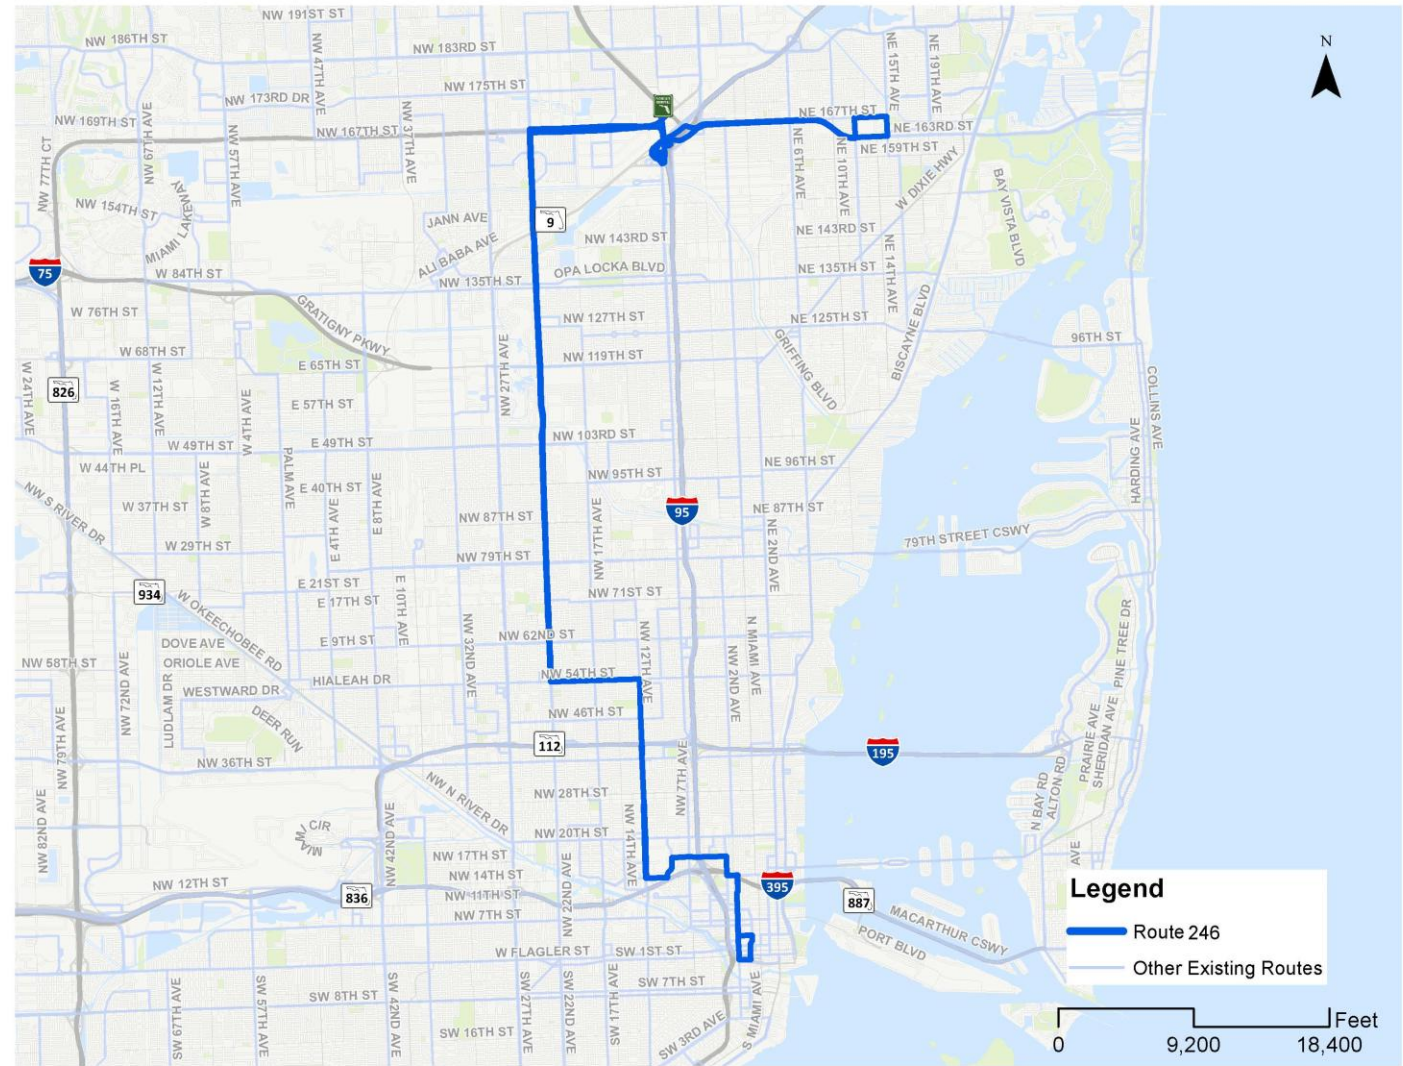 NW 191ST ST
NW 186TH ST
NW 183RD ST
NW 47TH AVE
NE 15TH AVE
NE 19TH AVE
N
NW 175TH ST
NW 173RD DR
NW 169TH ST
NW 67TH AVE
NW 57TH AVE
NW 37TH AVE
NW 167TH ST
NE 167TH ST
NE 163RD ST
NE 159TH ST
NW 77TH CT
NE 6TH AVE
NE 10TH AVE
W DIXIE HWY
BAY VISTA BLVD
NW 154TH ST
MIAMI LAKEWAY
JANN AVE
9
ALI BABA AVE
NW 143RD ST
NE 143RD ST
NE 14TH AVE
75
W 84TH ST
NW 135TH ST
OPA LOCKA BLVD
NE 135TH ST
W 76TH ST
GRATIGNY PKWY
NW 127TH ST
NE 125TH ST
BISCAYNE BLVD
W 68TH ST
E 65TH ST
NW 27TH AVE
NW 119TH ST
GRIFFING BLVD
96TH ST
COLLINS AVE
826
W 24TH AVE
W 16TH AVE
W 12TH AVE
W 4TH AVE
E 57TH ST
HARDING AVE
W 49TH ST
E 49TH ST
NW 103RD ST
W 44TH PL
W 8TH AVE
PALM AVE
NW 95TH ST
NE 96TH ST
NW S RIVER DR
E 40TH ST
E 4TH AVE
E 8TH AVE
W 37TH ST
NW 87TH ST
NW 17TH AVE
95
NE 87TH ST
NE 2ND AVE
W 29TH ST
NW 79TH ST
79TH STREET CSWY
934
E 21ST ST
E 17TH ST
E 10TH AVE
NW 71ST ST
W OKEECHOBEE RD
DOVE AVE
E 9TH ST
NW 32ND AVE
NW 62ND ST
NW 12TH AVE
NW 2ND AVE
N MIAMI AVE
PINE TREE DR
NW 58TH ST
NW 72ND AVE
ORIOLE AVE
LUDLAM DR
WESTWARD DR
HIALEAH DR
NW 54TH ST
DEER RUN
NW 46TH ST
NW 79TH AVE
112
NW 7TH AVE
195
PRAIRIE AVE
SHERIDAN AVE
NW 36TH ST
NW N RIVER DR
NW 28TH ST
N BAY RD
ALTON RD
NW 82ND AVE
MIAMI CIR
NW 42ND AVE
NW 20TH ST
NW 14TH AVE
NW 17TH ST
NW 14TH ST
NW 12TH ST
836
NW 11TH ST
NW 22ND AVE
395
887
AVE
NW 7TH ST
MACARTHUR CSWY
PORT BLVD
W FLAGLER ST
SW 1ST ST
SW 7TH ST
SW 8TH ST
SW 67TH AVE
SW 57TH AVE
SW 42ND AVE
SW 27TH AVE
SW 22ND AVE
SW 17TH AVE
SW 16TH ST
SW 3RD AVE
S MIAMI AVE
Legend
Route 246
Other Existing Routes
Feet
0
9,200
18,400